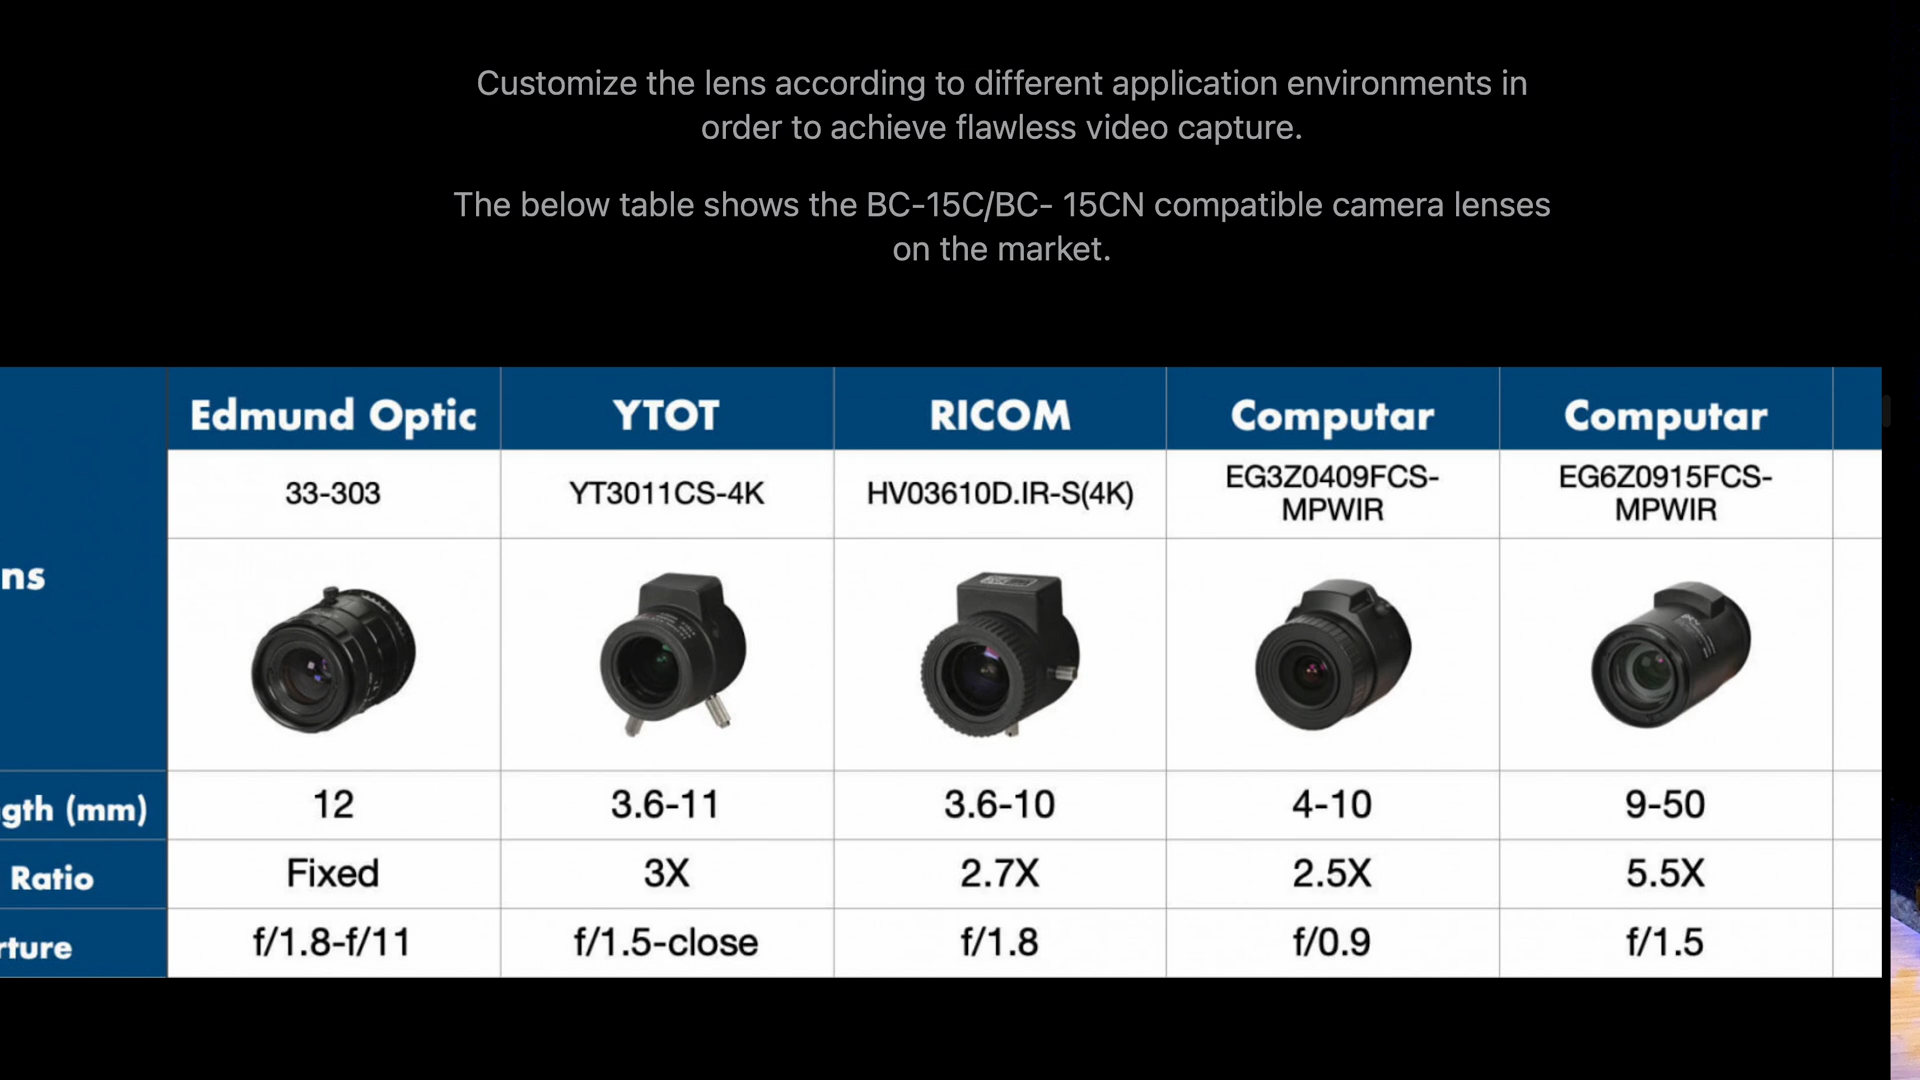 Customize the lens according to different application environments in
order to achieve flawless video capture.
The below table shows the BC-15C/BC- 15CN compatible camera lenses
on the market.
Edmund Optic YTOT RICOM Computar Computar
33-303 YT3011CS-4K HV03610D.IR-S(4K) EG3Z0409FCS- EG6Z0915FCS-
MPWIR MPWIR
ns
gth (mm) 12 3.6-11 3.6-10 4-10 9-50
Ratio Fixed 3X 2.7X 2.5X 5.5X
rture f/1.8-f/11 f/1.5-close f/1.8 f/0.9 f/1.5